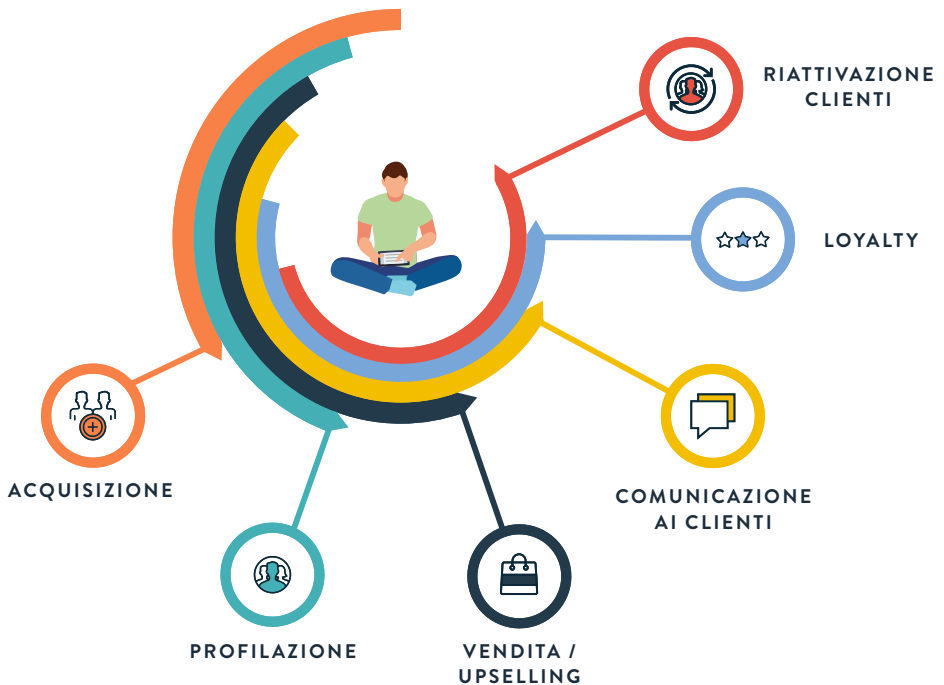 RIATTIVAZIONE
CLIENTI
LOYALTY
ACQUISIZIONE
COMUNICAZIONE
AI CLIENTI
PROFILAZIONE
VENDITA /
UPSELLING